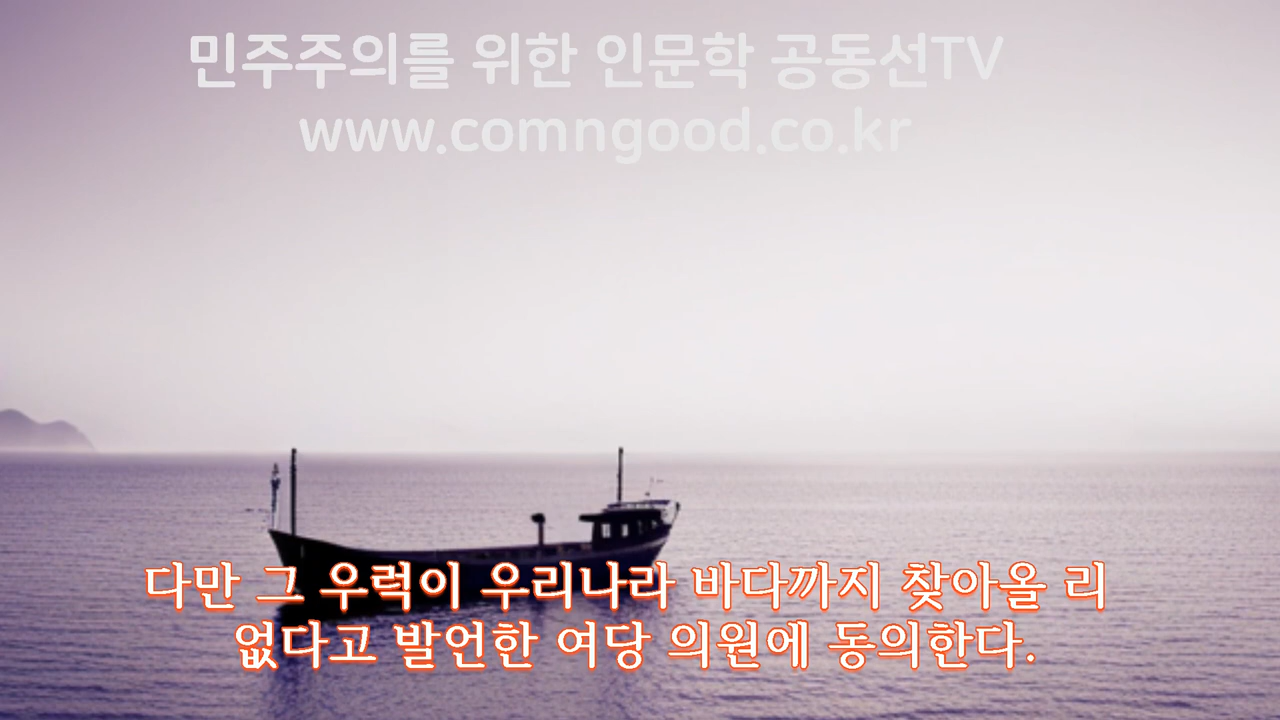 민주주의를 위한 인문학 공동선TV
www.comngood.co.kr
다만 그 우럭이 우리나라 바다까지 찾아올 리
없다고 발언한 여당 의원에 동의한다.